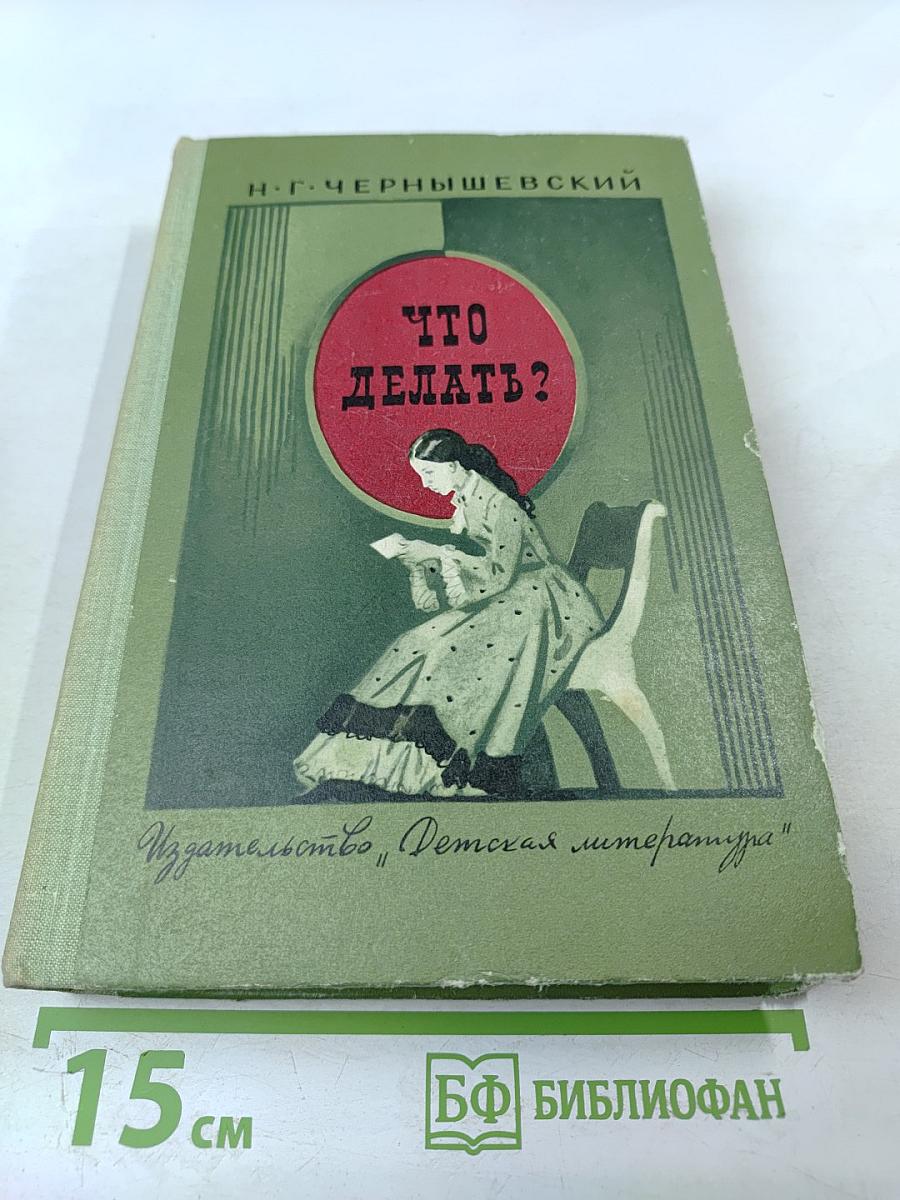 Н·Г·ЧЕРНЫШЕВСКИЙ
ЧТО
ДЕЛАТЬ?
Издательство „Детская литература"
15 см
БФ БИБЛИОФАН